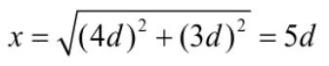 x = √((4d)² + (3d)²) = 5d